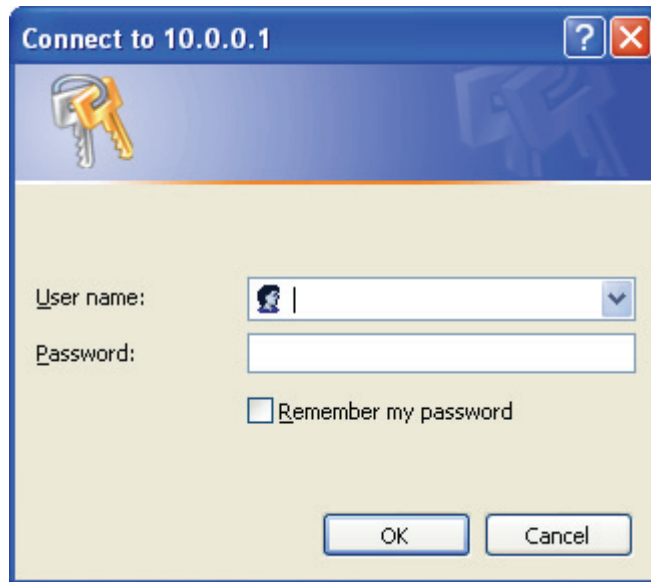 Connect to 10.0.0.1
?
User name:
Password:
Remember my password
OK
Cancel